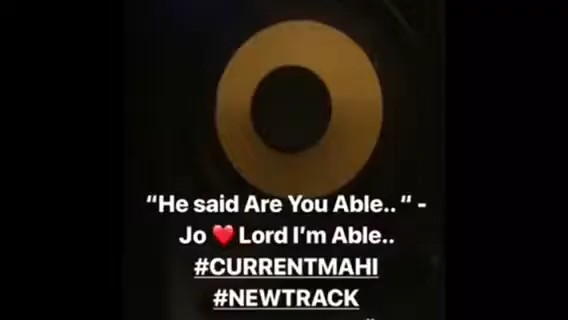 “He said Are You Able.. “ -
Jo ❤️ Lord I’m Able..
#CURRENTMAHI
#NEWTRACK